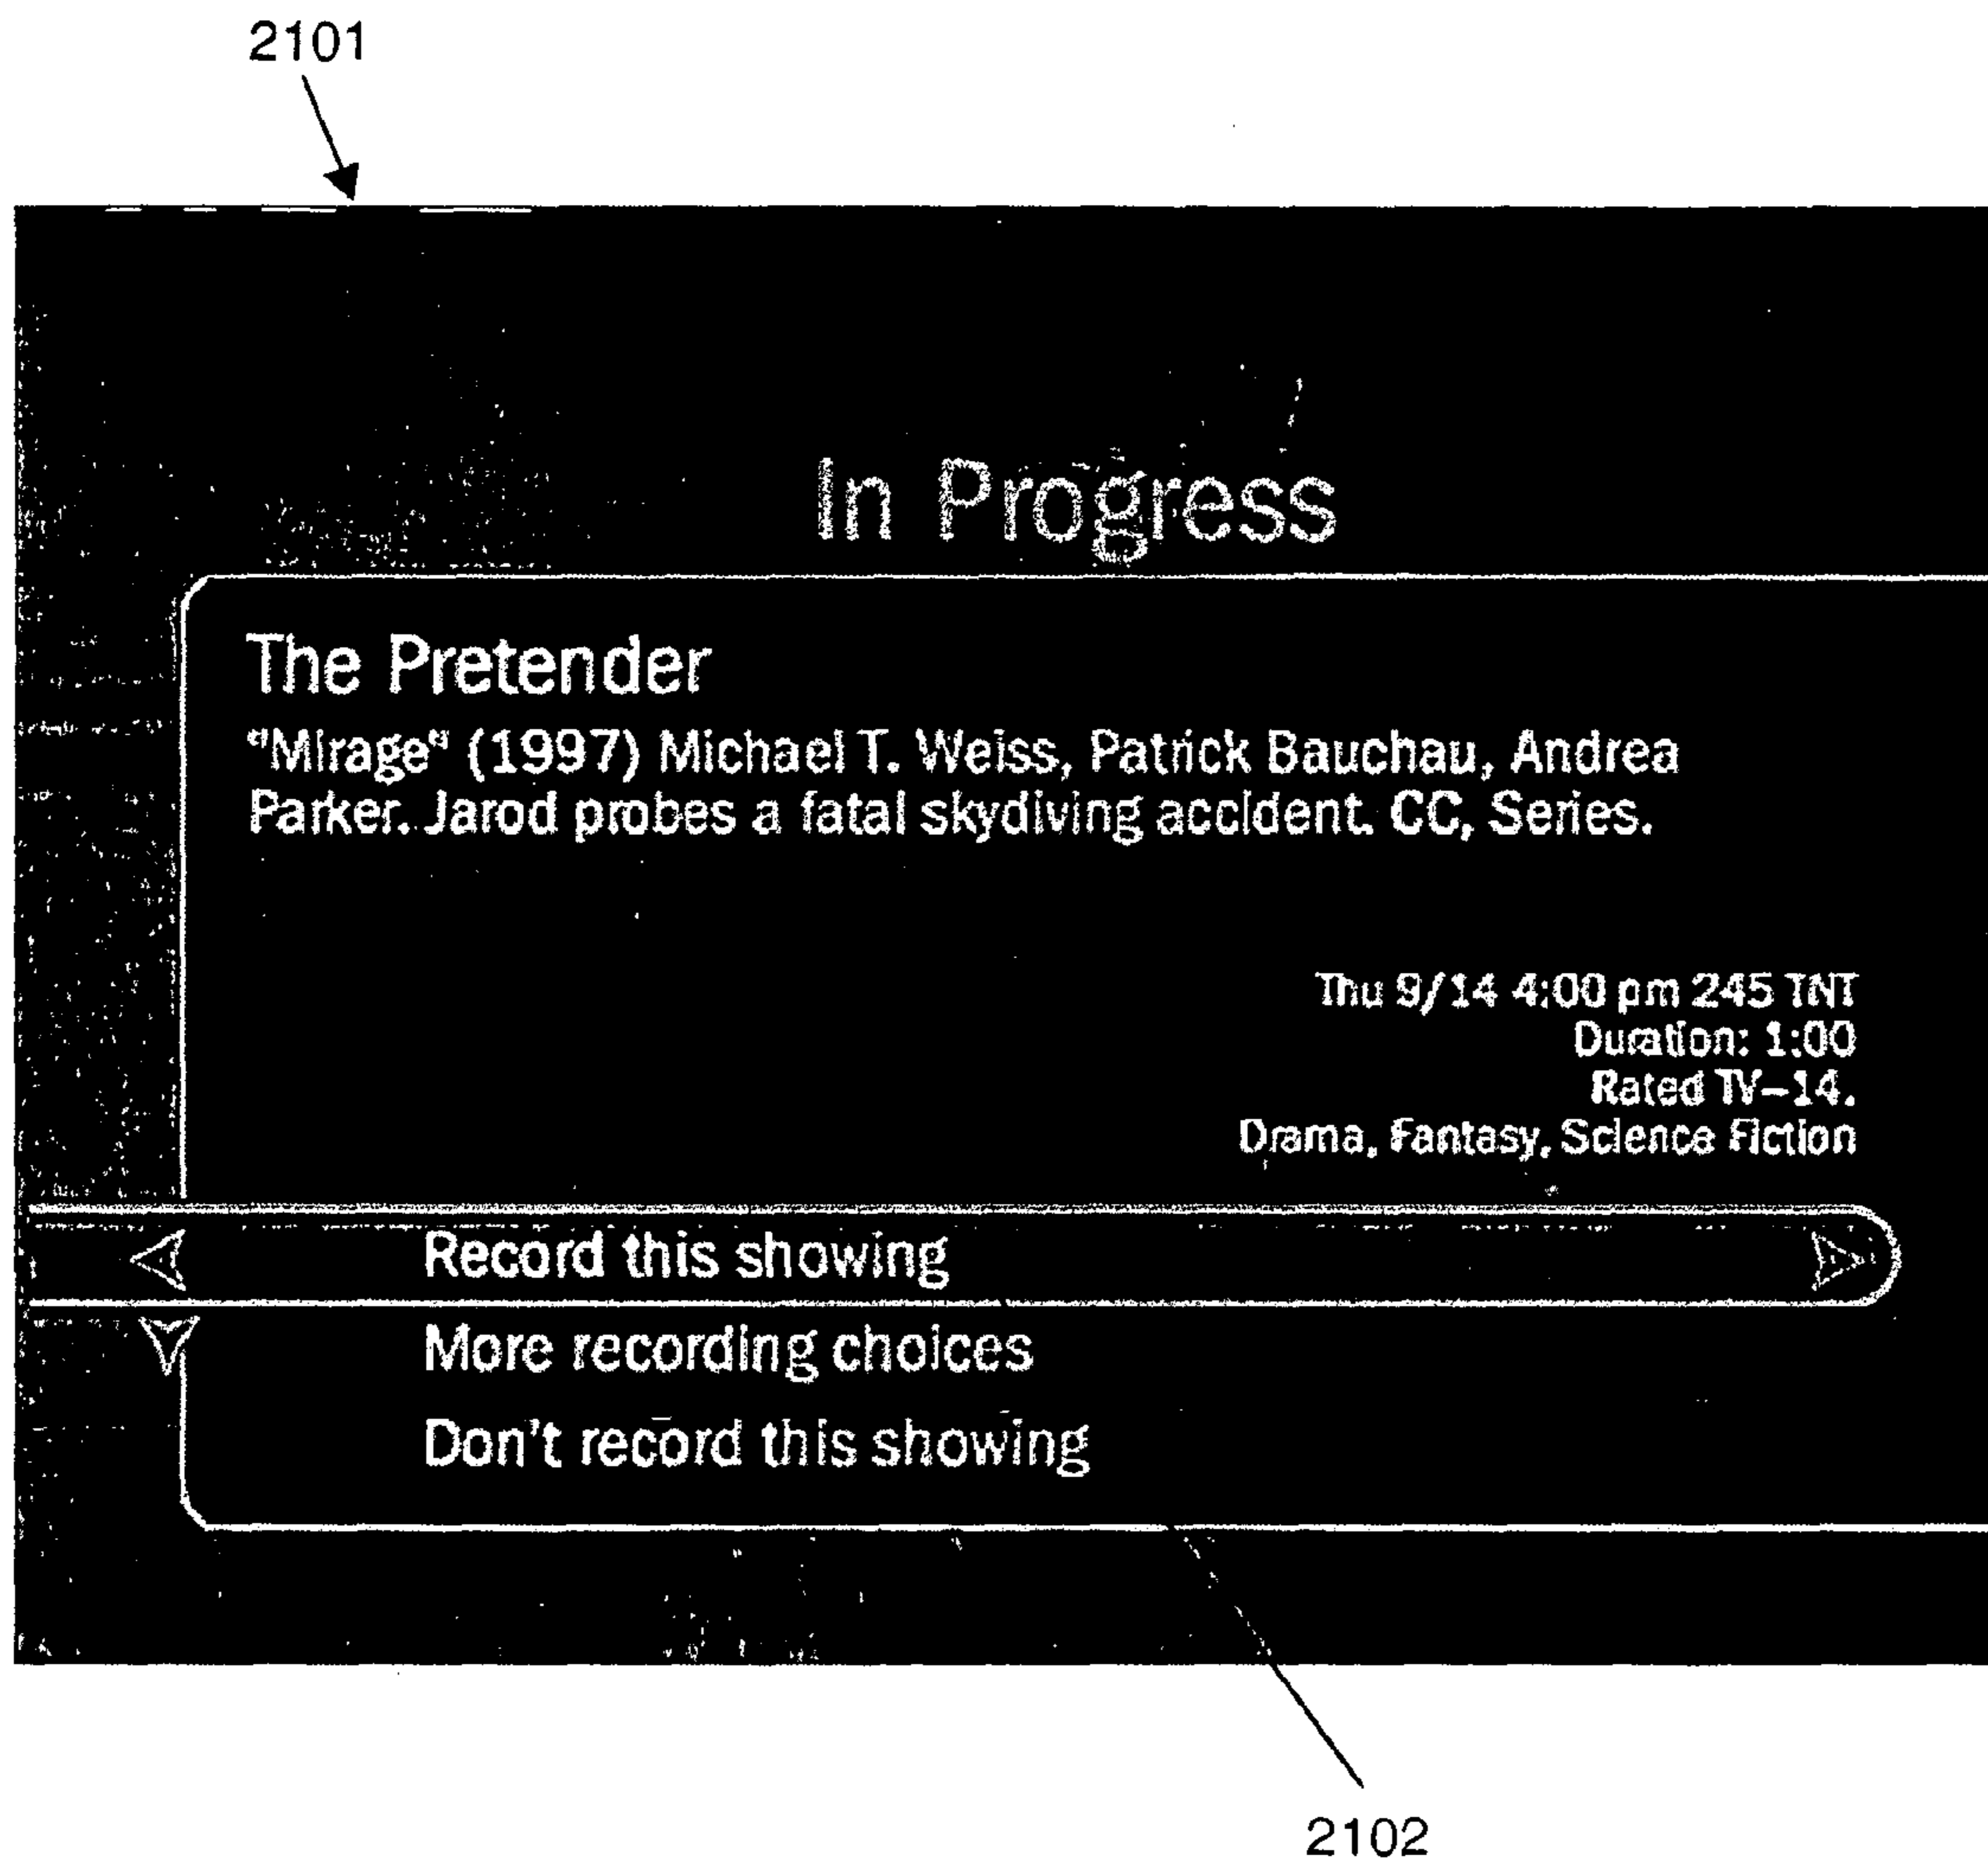 2101
In Progress
The Pretender
"Mirage" (1997) Michael T. Weiss, Patrick Bauchau, Andrea
Parker. Jarod probes a fatal skydiving accident. CC, Series.
Thu 9/14 4:00 pm 245 TNT
Duration: 1:00
Rated TV-14.
Drama, Fantasy, Science Fiction
Record this showing
More recording choices
Don't record this showing
2102